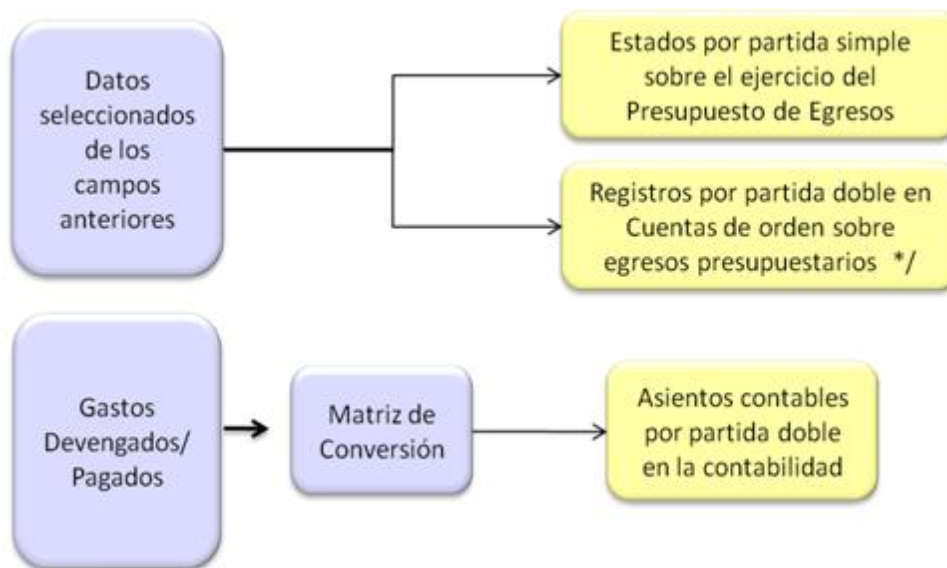 Datos
seleccionados
de los
campos
anteriores
Estados por partida simple
sobre el ejercicio del
Presupuesto de Egresos
Registros por partida doble en
Cuentas de orden sobre
egresos presupuestarios */
Gastos
Devengados/
Pagados
Matriz de
Conversión
Asientos contables
por partida doble
en la contabilidad